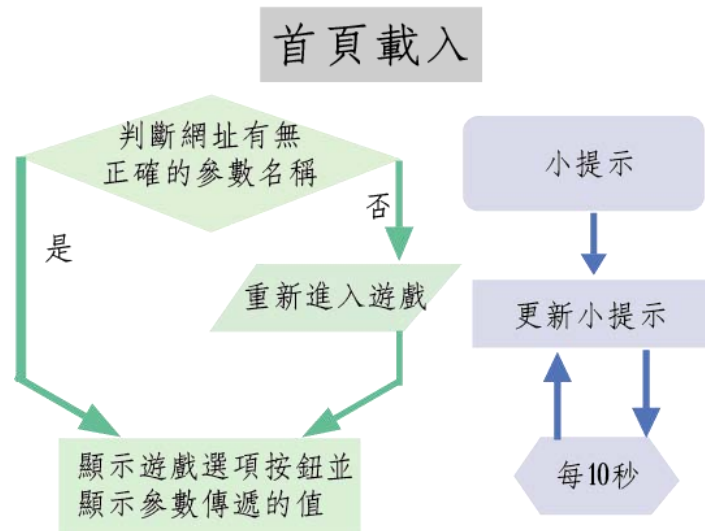 首頁載入
判斷網址有無
正確的參數名稱
是
否
重新進入遊戲
顯示遊戲選項按鈕並
顯示參數傳遞的值
小提示
更新小提示
每10秒